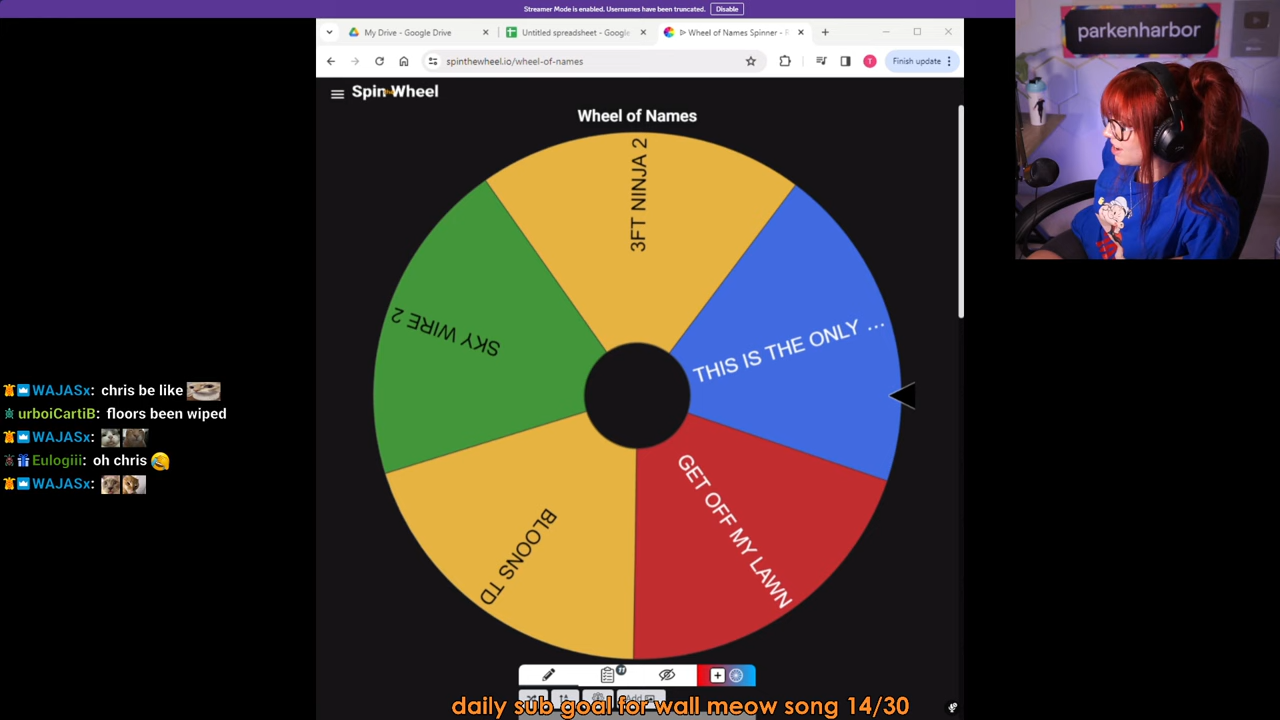 Streamer Mode is enabled. Usernames have been truncated. Disable
My Drive - Google Drive
Untitled spreadsheet - Google
Wheel of Names Spinner -
spinthewheel.io/wheel-of-names
T
Finish update
Spin Wheel
Wheel of Names
3FT NINJA 2
THIS IS THE ONLY ...
GET OFF MY LAWN
BLOONS TD
SKY WIRE 2
WAJASx: chris be like
urboiCartiB: floors been wiped
WAJASx:
Eulogiii: oh chris 😂
WAJASx:
parkenharbor
daily sub goal for wall meow song 14/30